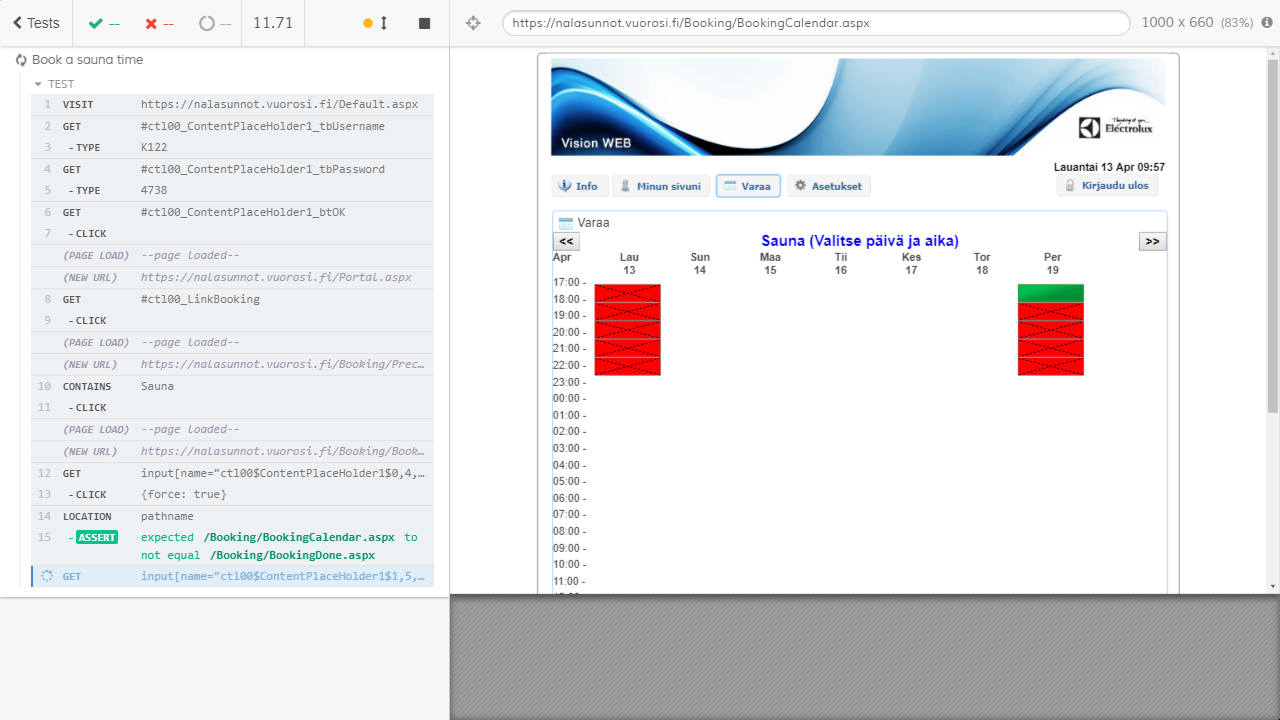 Tests
--
--
--
11.71
https://nalasunnot.vuorosi.fi/Booking/BookingCalendar.aspx
1000 x 660 (83%)
Book a sauna time
TEST
1 VISIT https://nalasunnot.vuorosi.fi/Default.aspx
2 GET #ctl00_ContentPlaceHolder1_tbUsername
3 - TYPE K122
4 GET #ctl00_ContentPlaceHolder1_tbPassword
5 - TYPE 4738
6 GET #ctl00_ContentPlaceHolder1_btOK
7 - CLICK
(PAGE LOAD) --page loaded--
(NEW URL) https://nalasunnot.vuorosi.fi/Portal.aspx
8 GET #ctl00_LinkBooking
9 - CLICK
(PAGE LOAD) --page loaded--
(NEW URL) https://nalasunnot.vuorosi.fi/Booking/Prec…
10 CONTAINS Sauna
11 - CLICK
(PAGE LOAD) --page loaded--
(NEW URL) https://nalasunnot.vuorosi.fi/Booking/Book…
12 GET input[name="ctl00$ContentPlaceHolder1$0,4,…
13 - CLICK {force: true}
14 LOCATION pathname
15 - ASSERT expected /Booking/BookingCalendar.aspx to
not equal /Booking/BookingDone.aspx
GET input[name="ctl00$ContentPlaceHolder1$1,5,…
Vision WEB
Thinking of you
Electrolux
Lauantai 13 Apr 09:57
Info
Minun sivuni
Varaa
Asetukset
Kirjaudu ulos
Varaa
<< Sauna (Valitse päivä ja aika) >>
Apr Lau Sun Maa Tii Kes Tor Per
13 14 15 16 17 18 19
17:00 -
18:00 -
19:00 -
20:00 -
21:00 -
22:00 -
23:00 -
00:00 -
01:00 -
02:00 -
03:00 -
04:00 -
05:00 -
06:00 -
07:00 -
08:00 -
09:00 -
10:00 -
11:00 -